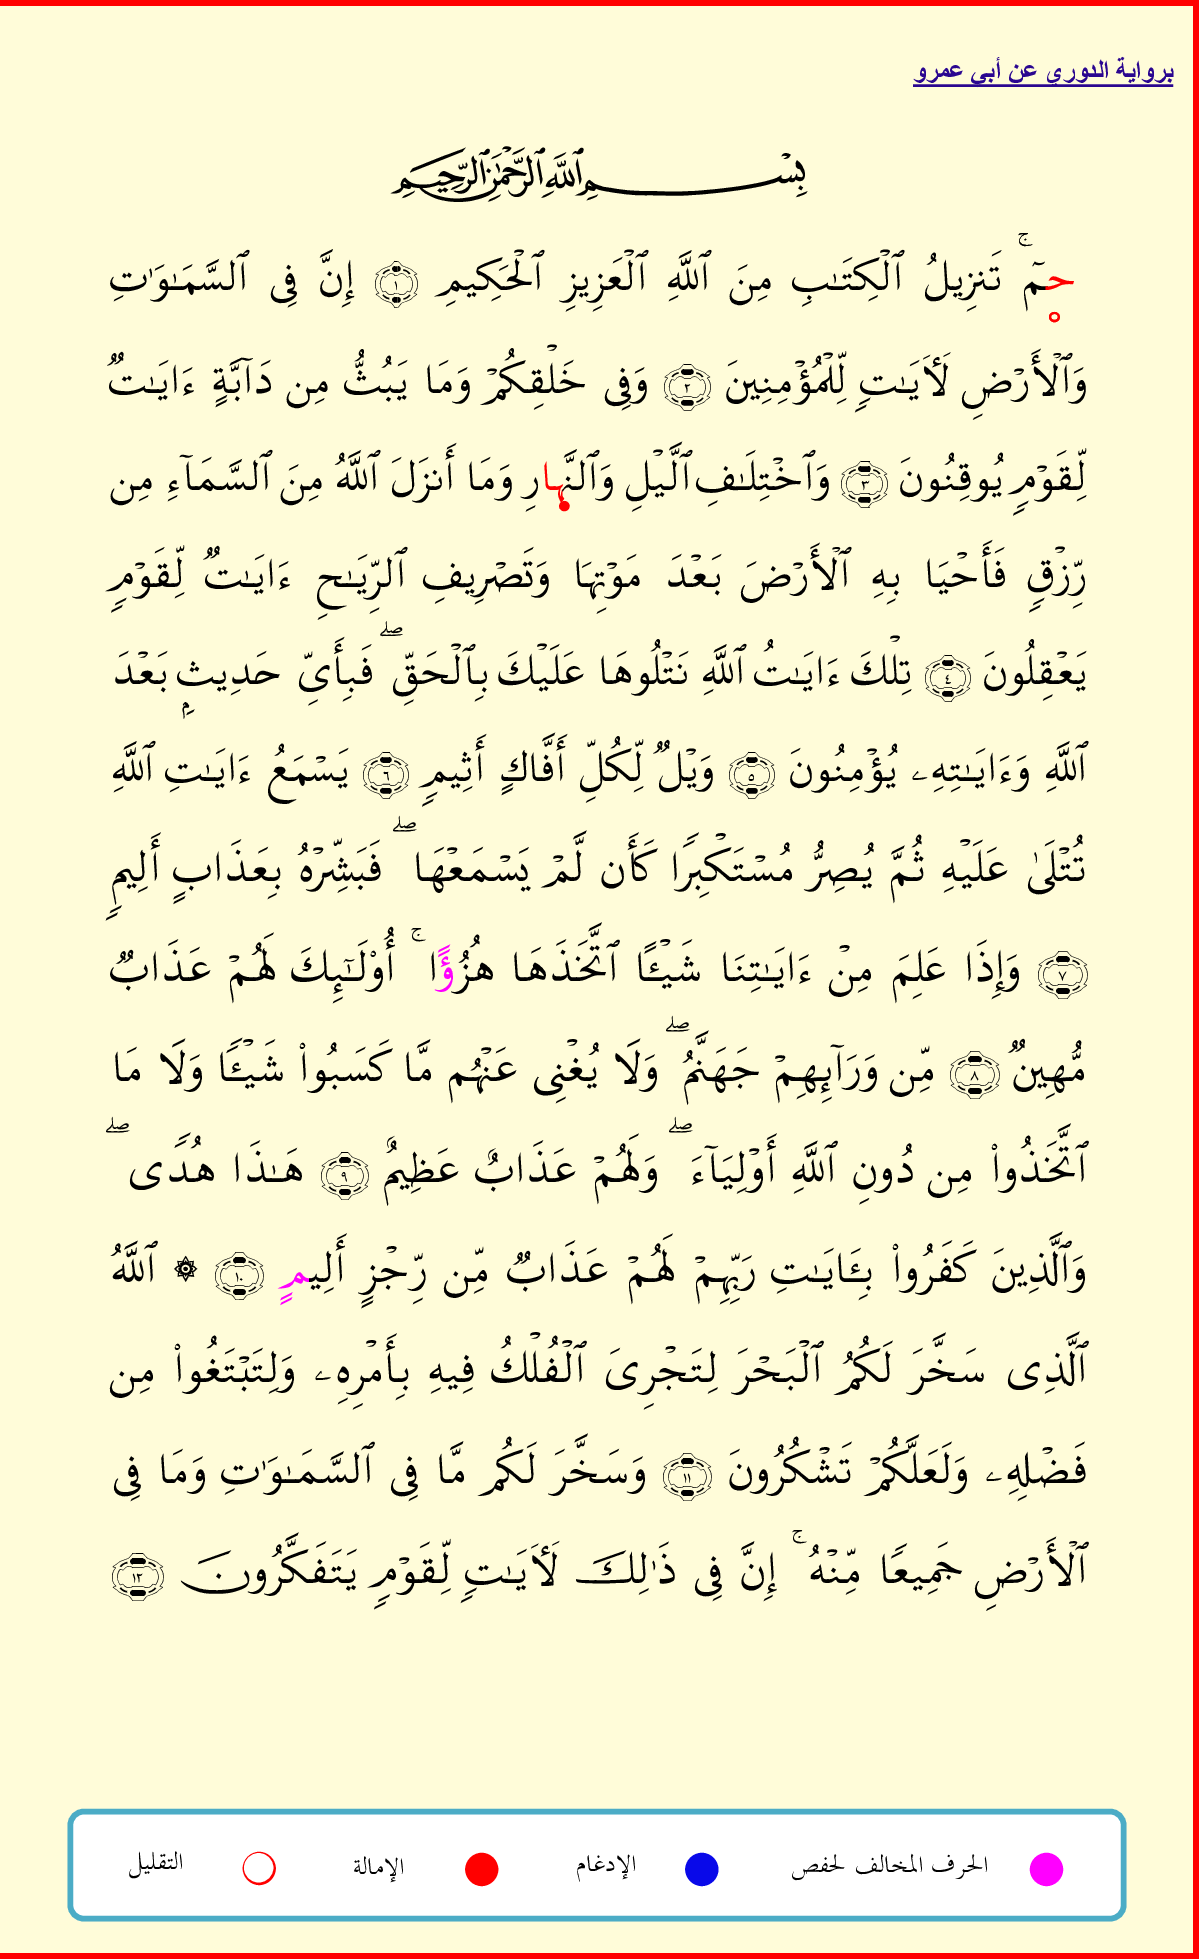 برواية الدوري عن أبي عمرو
بِسْمِ ٱللَّهِ ٱلرَّحْمَٰنِ ٱلرَّحِيمِ
حمٓ ۚ تَنزِيلُ ٱلْكِتَٰبِ مِنَ ٱللَّهِ ٱلْعَزِيزِ ٱلْحَكِيمِ ١ إِنَّ فِى ٱلسَّمَٰوَٰتِ
وَٱلْأَرْضِ لَأٓيَٰتٍ لِّلْمُؤْمِنِينَ ٢ وَفِى خَلْقِكُمْ وَمَا يَبُثُّ مِن دَآبَّةٍ ءَايَٰتٌ
لِّقَوْمٍ يُوقِنُونَ ٣ وَٱخْتِلَٰفِ ٱلَّيْلِ وَٱلنَّهارِ وَمَا أَنزَلَ ٱللَّهُ مِنَ ٱلسَّمَآءِ مِن
رِّزْقٍ فَأَحْيَا بِهِ ٱلْأَرْضَ بَعْدَ مَوْتِهَا وَتَصْرِيفِ ٱلرِّيَٰحِ ءَايَٰتٌ لِّقَوْمٍ
يَعْقِلُونَ ٤ تِلْكَ ءَايَٰتُ ٱللَّهِ نَتْلُوهَا عَلَيْكَ بِٱلْحَقِّ ۖ فَبِأَىِّ حَدِيثٍۭ بَعْدَ
ٱللَّهِ وَءَايَٰتِهِۦ يُؤْمِنُونَ ٥ وَيْلٌ لِّكُلِّ أَفَّاكٍ أَثِيمٍ ٦ يَسْمَعُ ءَايَٰتِ ٱللَّهِ
تُتْلَىٰ عَلَيْهِ ثُمَّ يُصِرُّ مُسْتَكْبِرًا كَأَن لَّمْ يَسْمَعْهَا ۖ فَبَشِّرْهُ بِعَذَابٍ أَلِيمٍ
٧ وَإِذَا عَلِمَ مِنْ ءَايَٰتِنَا شَيْـًٔا ٱتَّخَذَهَا هُزُؤًا ۚ أُوْلَٰٓئِكَ لَهُمْ عَذَابٌ
مُّهِينٌ ٨ مِّن وَرَآئِهِمْ جَهَنَّمُ ۖ وَلَا يُغْنِى عَنْهُم مَّا كَسَبُوا۟ شَيْـًٔا وَلَا مَا
ٱتَّخَذُوا۟ مِن دُونِ ٱللَّهِ أَوْلِيَآءَ ۖ وَلَهُمْ عَذَابٌ عَظِيمٌ ٩ هَٰذَا هُدًى ۖ
وَٱلَّذِينَ كَفَرُوا۟ بِـَٔايَٰتِ رَبِّهِمْ لَهُمْ عَذَابٌ مِّن رِّجْزٍ أَلِيمٍ ١٠ ۞ ٱللَّهُ
ٱلَّذِى سَخَّرَ لَكُمُ ٱلْبَحْرَ لِتَجْرِىَ ٱلْفُلْكُ فِيهِ بِأَمْرِهِۦ وَلِتَبْتَغُوا۟ مِن
فَضْلِهِۦ وَلَعَلَّكُمْ تَشْكُرُونَ ١١ وَسَخَّرَ لَكُم مَّا فِى ٱلسَّمَٰوَٰتِ وَمَا فِى
ٱلْأَرْضِ جَمِيعًا مِّنْهُ ۚ إِنَّ فِى ذَٰلِكَ لَأٓيَٰتٍ لِّقَوْمٍ يَتَفَكَّرُونَ ١٢
الحرف المخالف لحفص الإدغام الإمالة التقليل